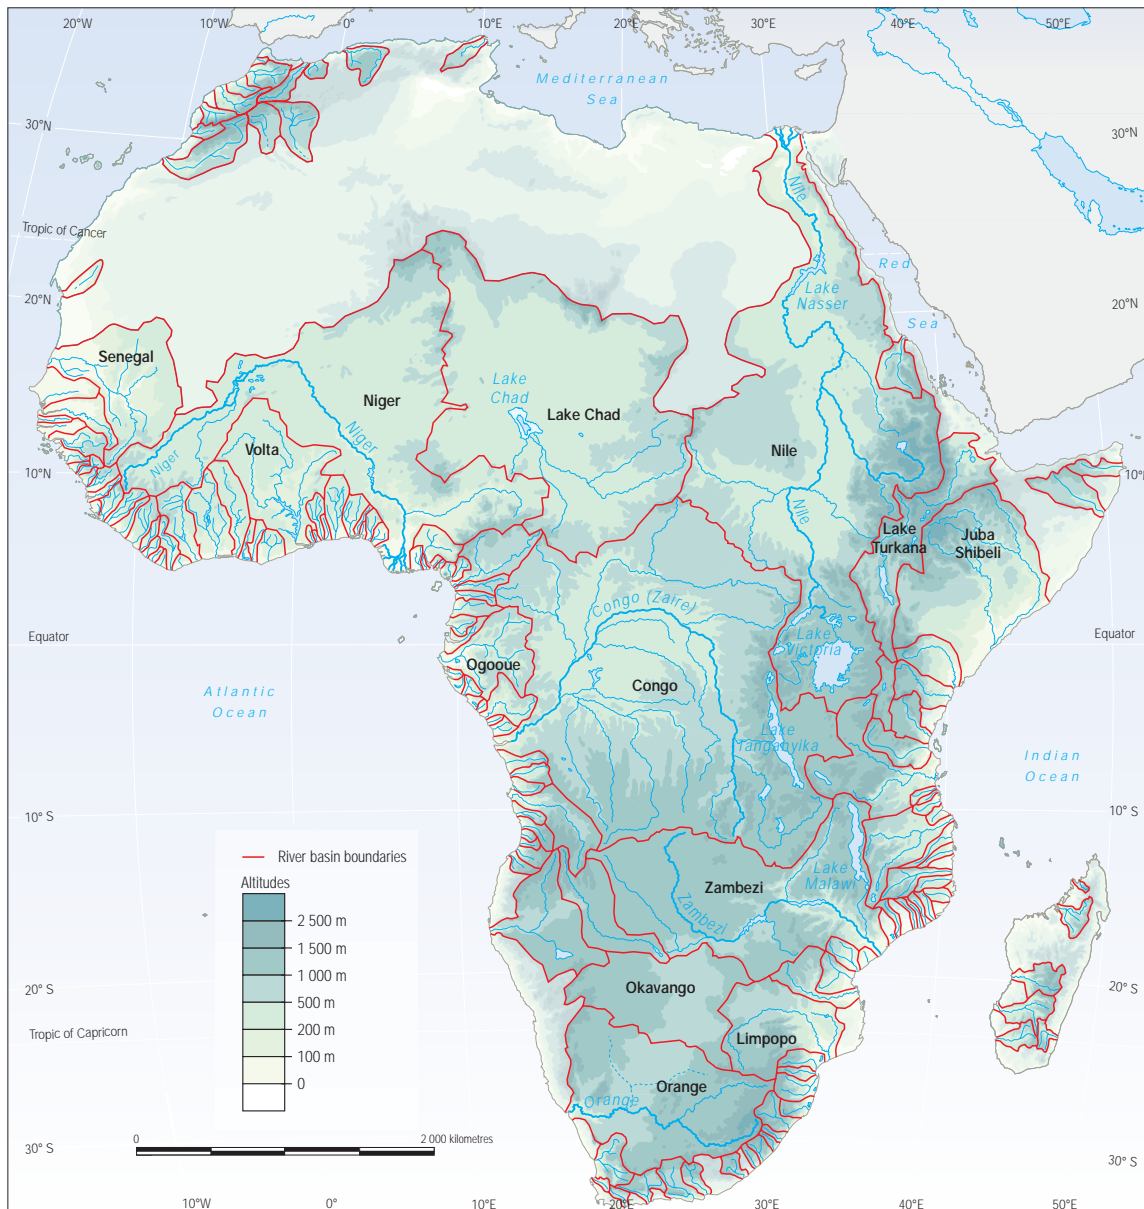 20°W
10°W
0°
10°E
20°E
30°E
40°E
50°E
Mediterranean
Sea
30°N
30°N
Nile
Tropic of Cancer
Red
Sea
Lake
Nasser
20°N
20°N
Senegal
Lake
Chad
Niger
Lake Chad
Niger
Volta
Niger
Nile
10°N
10°N
Nile
Lake
Turkana
Juba
Shibeli
Congo (Zaire)
Equator
Equator
Lake
Victoria
Ogooue
Congo
Atlantic
Ocean
Lake
Tanganyika
Indian
Ocean
10° S
10° S
River basin boundaries
Altitudes
2 500 m
1 500 m
1 000 m
500 m
200 m
100 m
0
Lake
Malawi
Zambezi
Zambezi
20° S
20° S
Okavango
Tropic of Capricorn
Limpopo
Orange
Orange
0
2 000 kilometres
30° S
30° S
10°W
0°
10°E
20°E
30°E
40°E
50°E